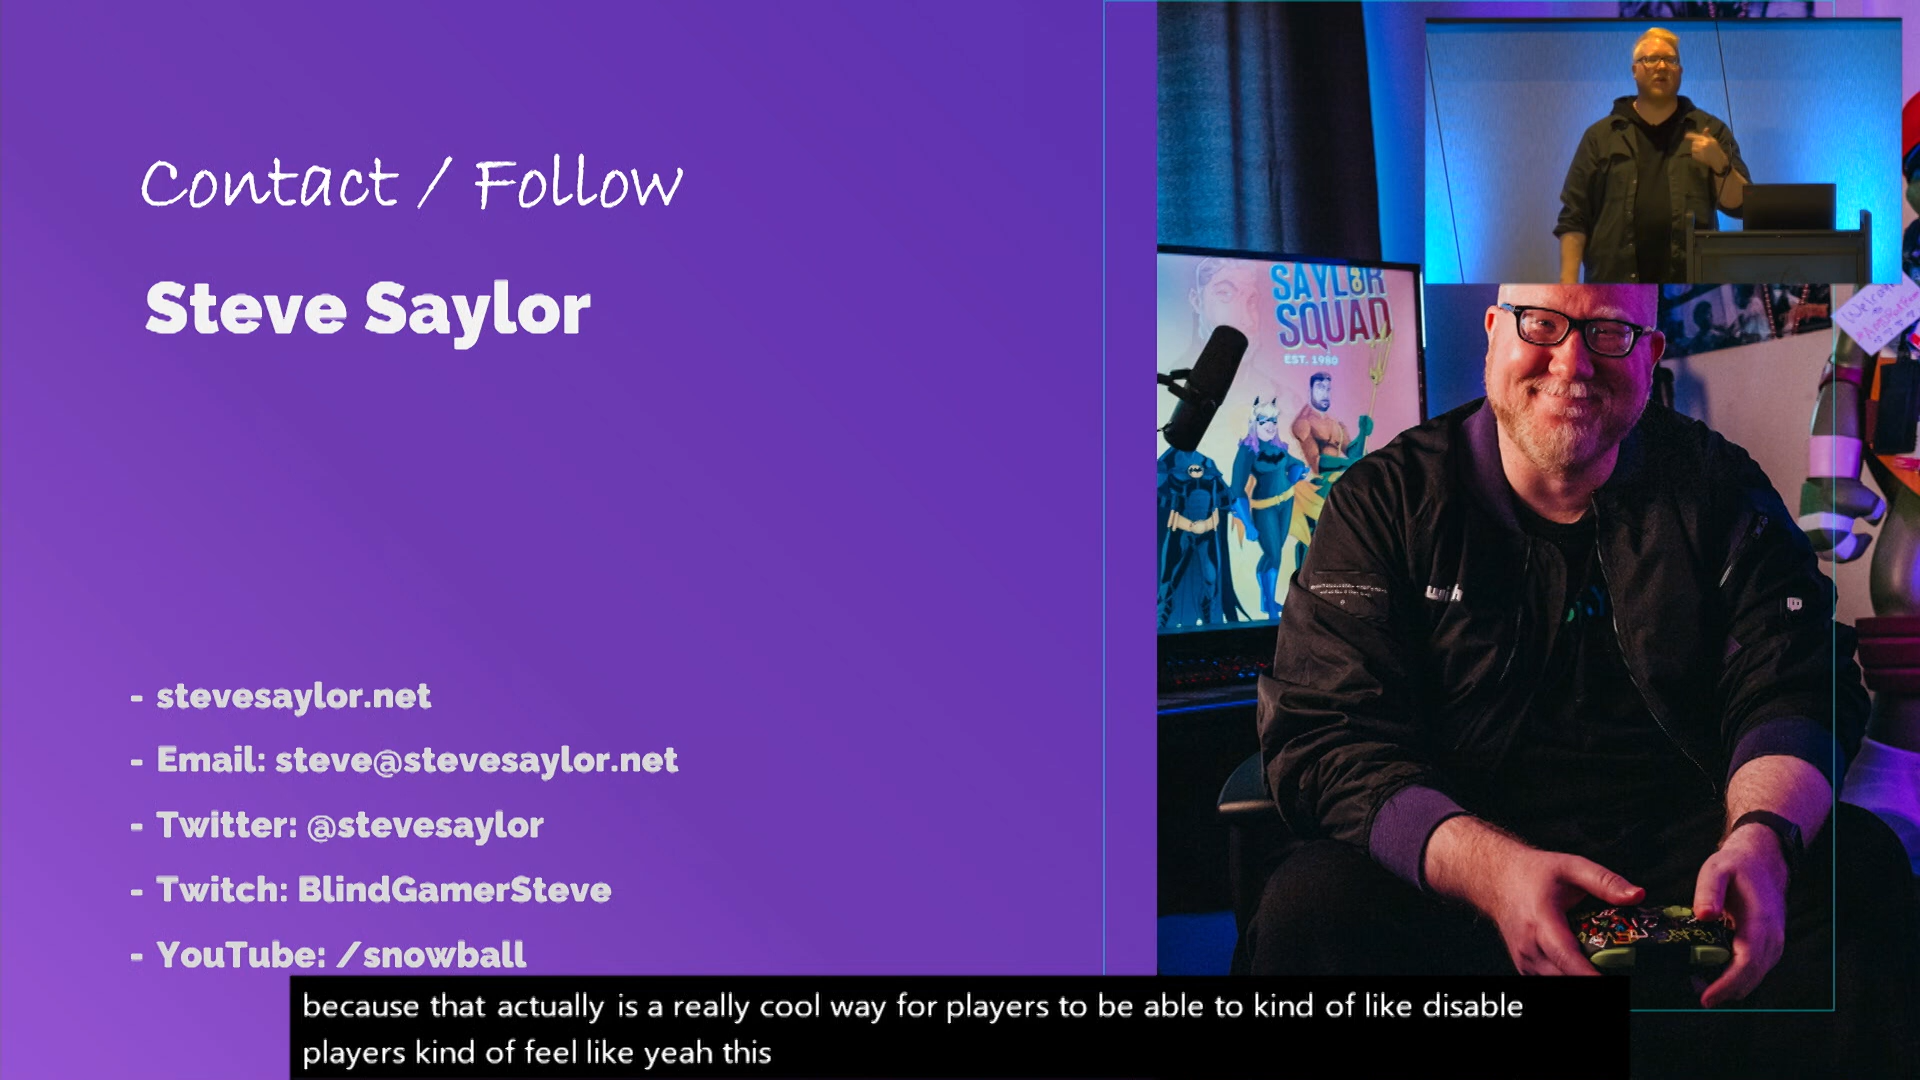 Contact / Follow
Steve Saylor
- stevesaylor.net
- Email: steve@stevesaylor.net
- Twitter: @stevesaylor
- Twitch: BlindGamerSteve
- YouTube: /snowball
SAYLOR
SQUAD
EST. 1980
with
because that actually is a really cool way for players to be able to kind of like disable
players kind of feel like yeah this